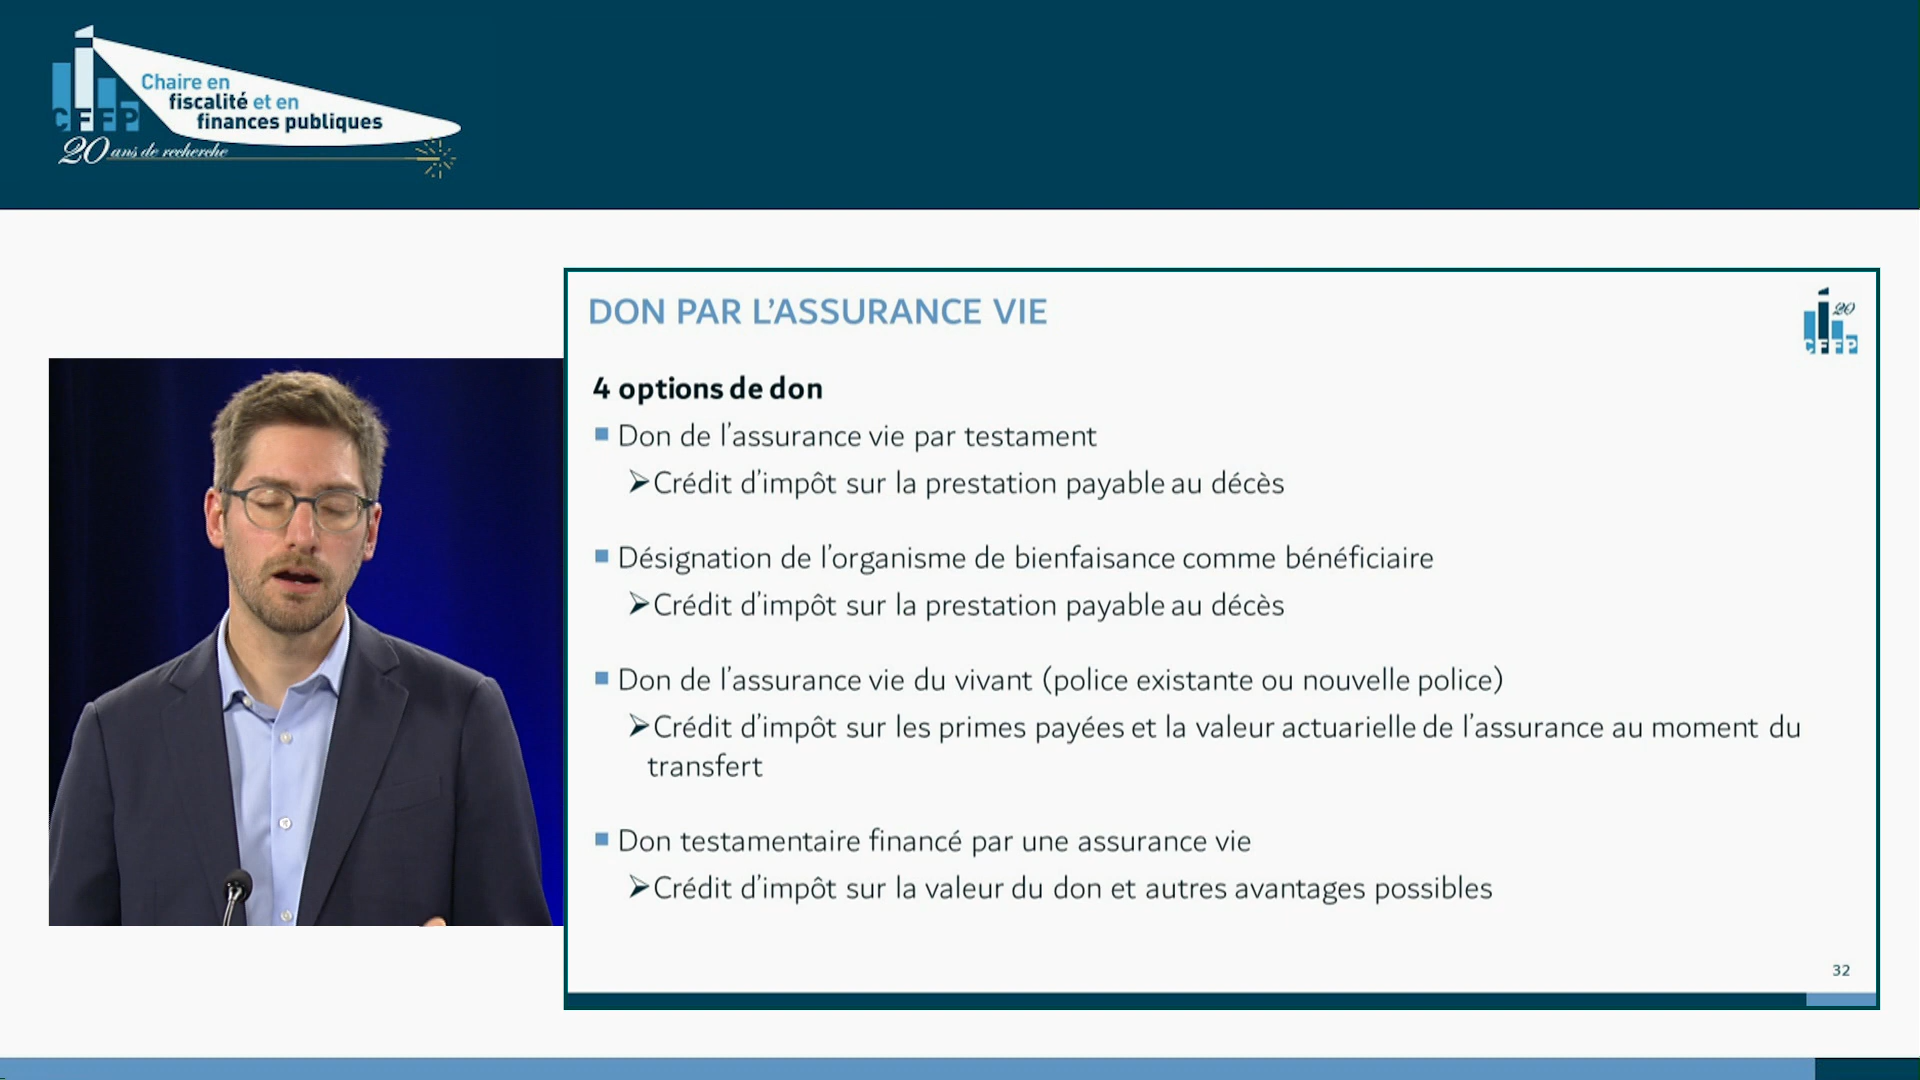 Chaire en
fiscalité et en
finances publiques
CFFP
20 ans de recherche
DON PAR L'ASSURANCE VIE
20
CFFP
4 options de don
Don de l'assurance vie par testament
Crédit d'impôt sur la prestation payable au décès
Désignation de l'organisme de bienfaisance comme bénéficiaire
Crédit d'impôt sur la prestation payable au décès
Don de l'assurance vie du vivant (police existante ou nouvelle police)
Crédit d'impôt sur les primes payées et la valeur actuarielle de l'assurance au moment du
transfert
Don testamentaire financé par une assurance vie
Crédit d'impôt sur la valeur du don et autres avantages possibles
32